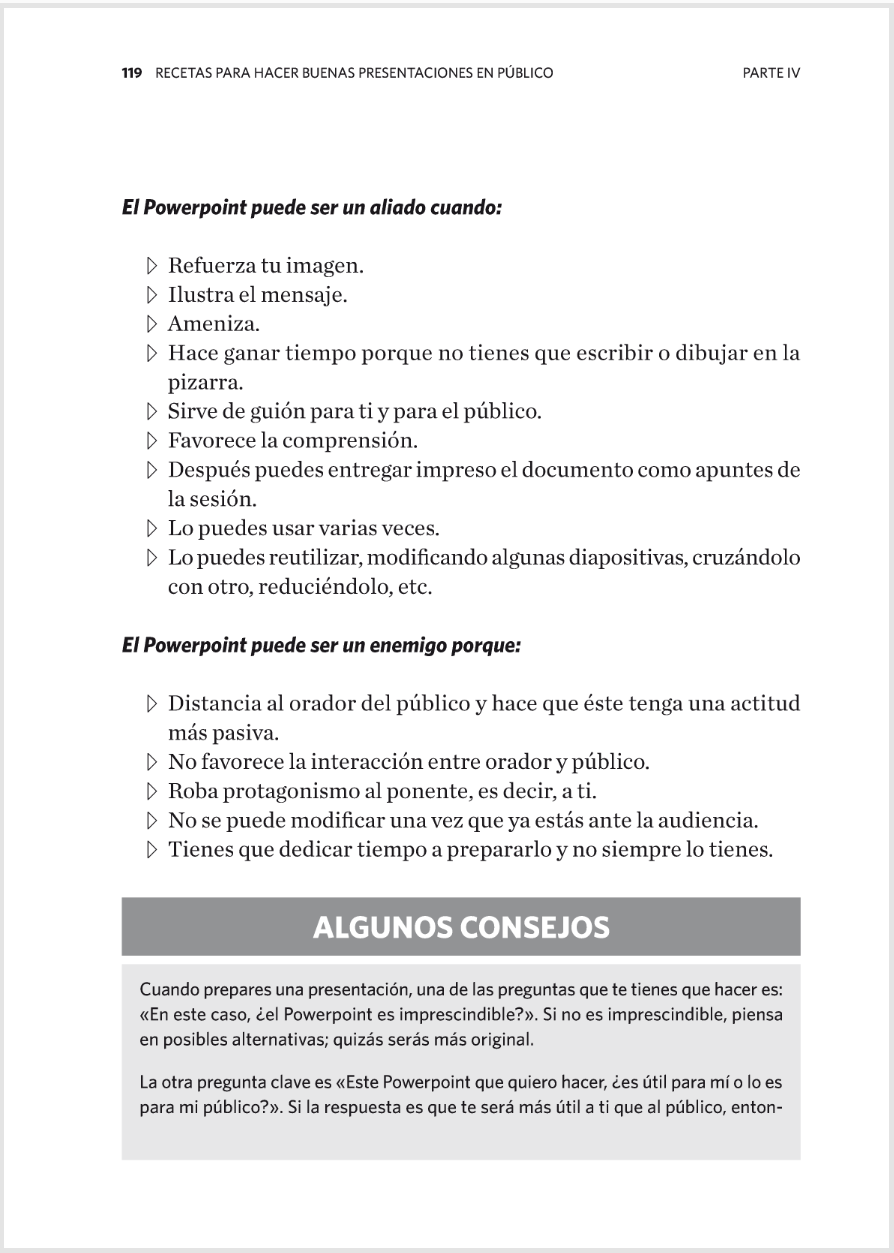 119 RECETAS PARA HACER BUENAS PRESENTACIONES EN PÚBLICO PARTE IV
El Powerpoint puede ser un aliado cuando:
▷ Refuerza tu imagen.
▷ Ilustra el mensaje.
▷ Ameniza.
▷ Hace ganar tiempo porque no tienes que escribir o dibujar en la
pizarra.
▷ Sirve de guión para ti y para el público.
▷ Favorece la comprensión.
▷ Después puedes entregar impreso el documento como apuntes de
la sesión.
▷ Lo puedes usar varias veces.
▷ Lo puedes reutilizar, modificando algunas diapositivas, cruzándolo
con otro, reduciéndolo, etc.
El Powerpoint puede ser un enemigo porque:
▷ Distancia al orador del público y hace que éste tenga una actitud
más pasiva.
▷ No favorece la interacción entre orador y público.
▷ Roba protagonismo al ponente, es decir, a ti.
▷ No se puede modificar una vez que ya estás ante la audiencia.
▷ Tienes que dedicar tiempo a prepararlo y no siempre lo tienes.
ALGUNOS CONSEJOS
Cuando prepares una presentación, una de las preguntas que te tienes que hacer es:
«En este caso, ¿el Powerpoint es imprescindible?». Si no es imprescindible, piensa
en posibles alternativas; quizás serás más original.
La otra pregunta clave es «Este Powerpoint que quiero hacer, ¿es útil para mí o lo es
para mi público?». Si la respuesta es que te será más útil a ti que al público, enton-